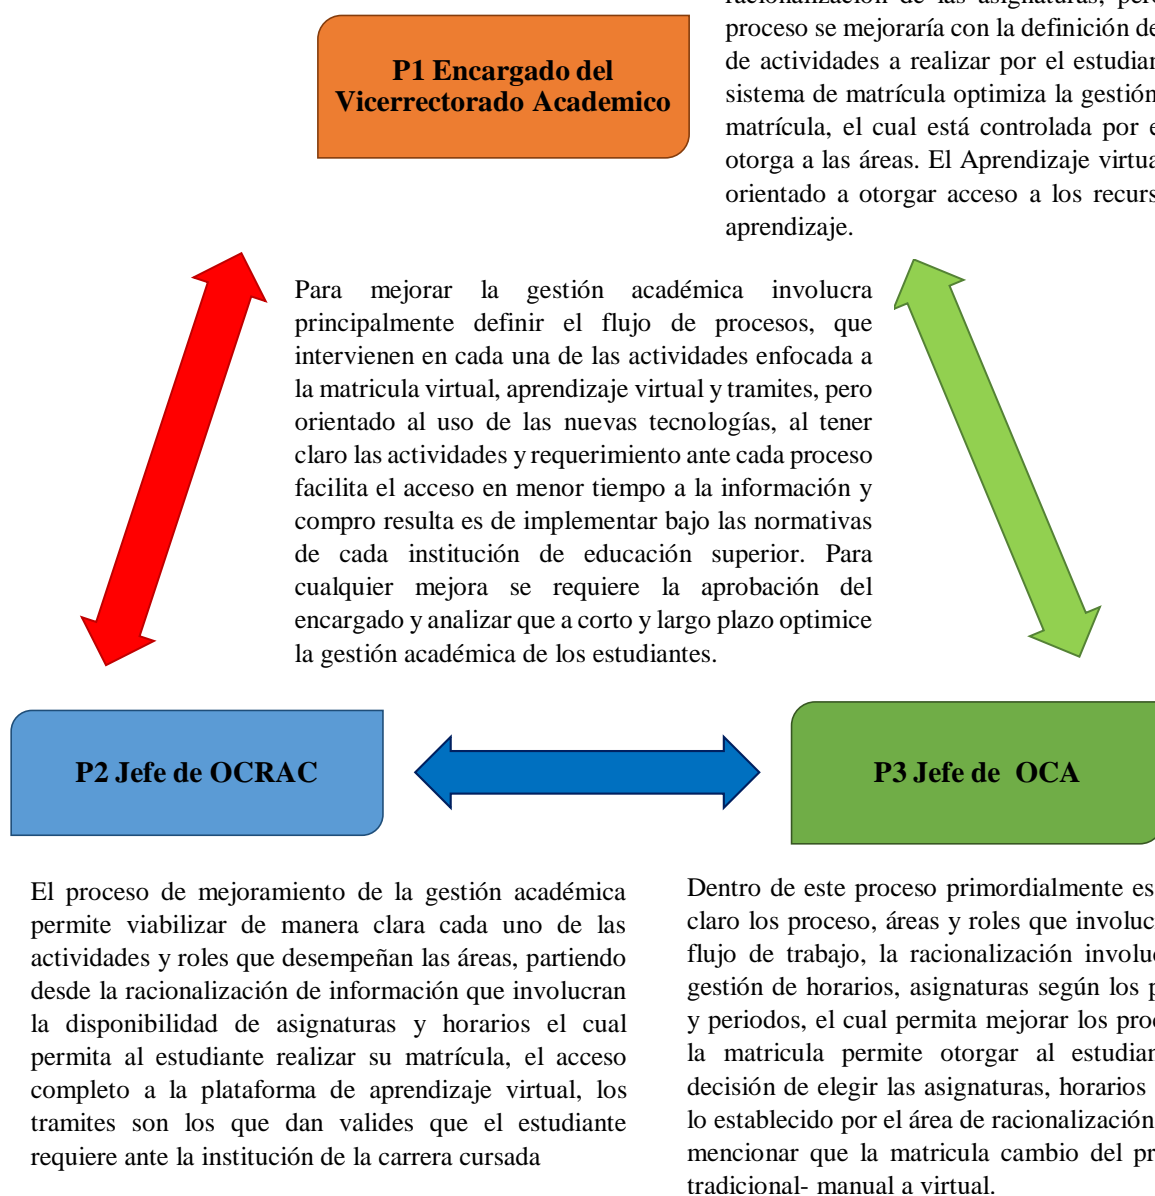 racionalización de las asignaturas,
proceso se mejoraría con la definición
de actividades a realizar por el
sistema de matrícula optimiza la gestión
matrícula, el cual está controlada por
otorga a las áreas. El Aprendizaje
orientado a otorgar acceso a los
aprendizaje.
P1 Encargado del
Vicerrectorado Academico
Para mejorar la gestión académica involucra
principalmente definir el flujo de procesos, que
intervienen en cada una de las actividades enfocada a
la matricula virtual, aprendizaje virtual y tramites, pero
orientado al uso de las nuevas tecnologías, al tener
claro las actividades y requerimiento ante cada proceso
facilita el acceso en menor tiempo a la información y
compro resulta es de implementar bajo las normativas
de cada institución de educación superior. Para
cualquier mejora se requiere la aprobación del
encargado y analizar que a corto y largo plazo optimice
la gestión académica de los estudiantes.
P2 Jefe de OCRAC
P3 Jefe de OCA
El proceso de mejoramiento de la gestión académica
permite viabilizar de manera clara cada uno de las
actividades y roles que desempeñan las áreas, partiendo
desde la racionalización de información que involucran
la disponibilidad de asignaturas y horarios el cual
permita al estudiante realizar su matrícula, el acceso
completo a la plataforma de aprendizaje virtual, los
tramites son los que dan valides que el estudiante
requiere ante la institución de la carrera cursada
Dentro de este proceso primordialmente es
claro los proceso, áreas y roles que
flujo de trabajo, la racionalización
gestión de horarios, asignaturas según los
y periodos, el cual permita mejorar los
la matricula permite otorgar al
decisión de elegir las asignaturas, horarios
lo establecido por el área de racionalización
mencionar que la matricula cambio del
tradicional- manual a virtual.